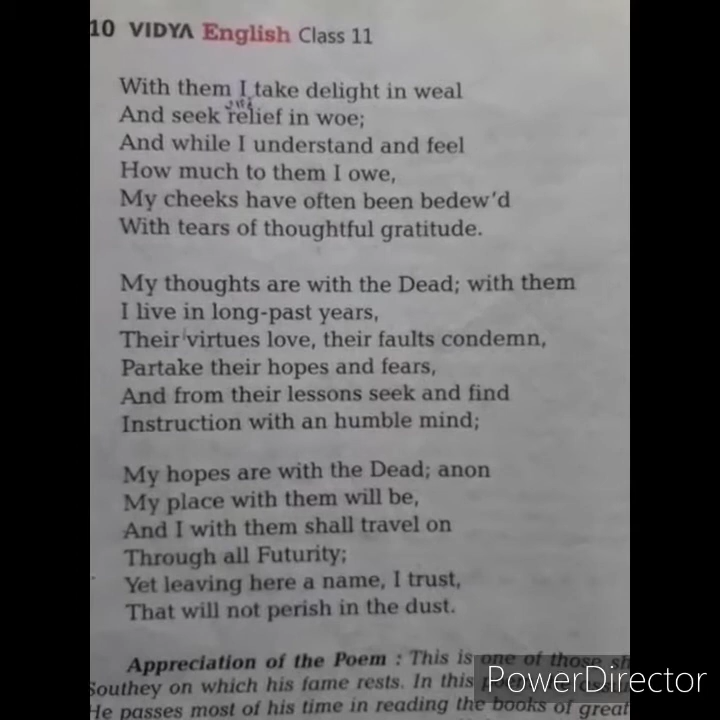 10 VIDYA English Class 11
With them I take delight in weal
And seek relief in woe;
And while I understand and feel
How much to them I owe,
My cheeks have often been bedew'd
With tears of thoughtful gratitude.
My thoughts are with the Dead; with them
I live in long-past years,
Their virtues love, their faults condemn,
Partake their hopes and fears,
And from their lessons seek and find
Instruction with an humble mind;
My hopes are with the Dead; anon
My place with them will be,
And I with them shall travel on
Through all Futurity;
Yet leaving here a name, I trust,
That will not perish in the dust.
Appreciation of the Poem : This is one of those sh
Southey on which his fame rests. In this
He passes most of his time in reading the books of great
PowerDirector